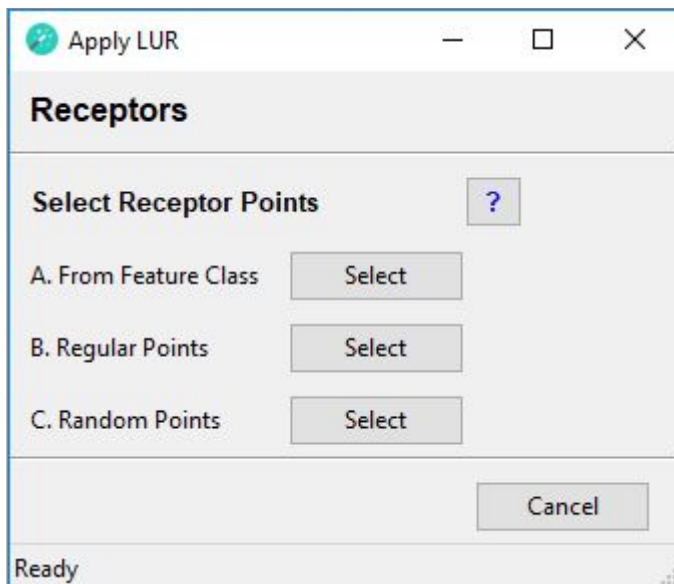 Apply LUR
Receptors
Select Receptor Points ?
A. From Feature Class Select
B. Regular Points Select
C. Random Points Select
Cancel
Ready